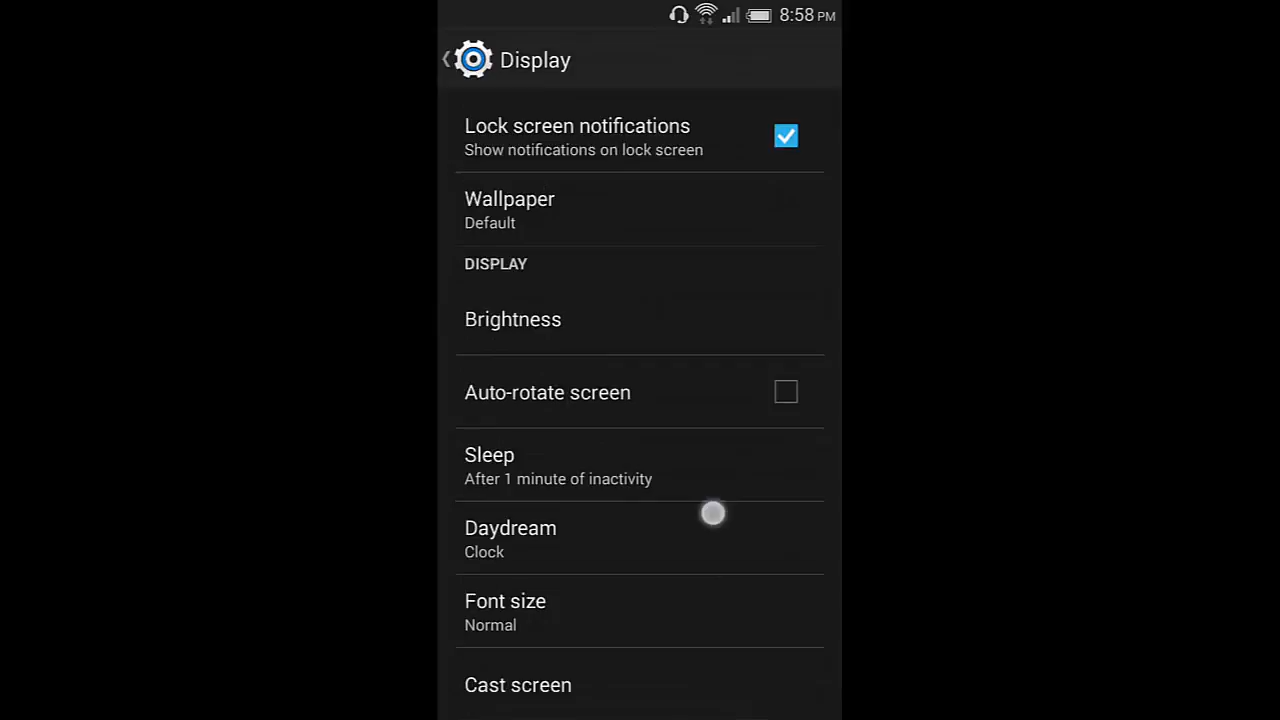 8:58 PM
Display
Lock screen notifications
Show notifications on lock screen
Wallpaper
Default
DISPLAY
Brightness
Auto-rotate screen
Sleep
After 1 minute of inactivity
Daydream
Clock
Font size
Normal
Cast screen